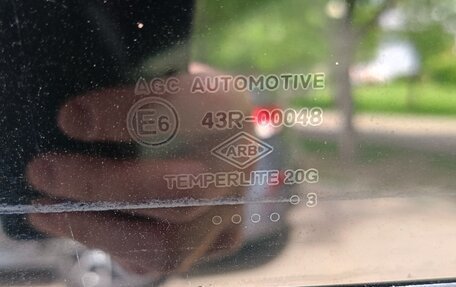 AGC AUTOMOTIVE
E6 43R-00048
ARB
TEMPERLITE 20G
3